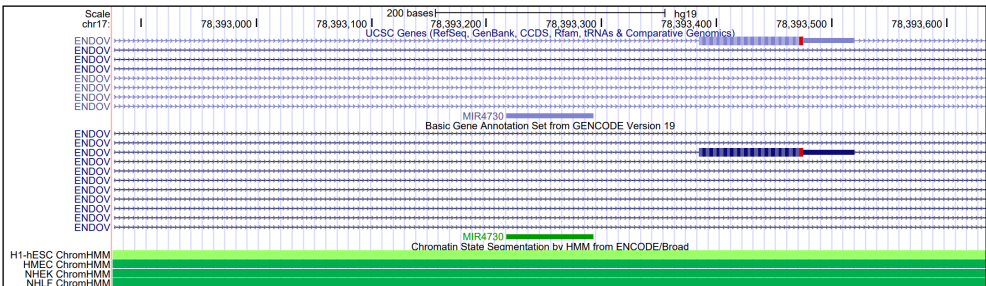 Scale 200 bases hg19
chr17: 78,393,000 78,393,100 78,393,200 78,393,300 78,393,400 78,393,500 78,393,600
UCSC Genes (RefSeq, GenBank, CCDS, Rfam, tRNAs & Comparative Genomics)
ENDOV
ENDOV
ENDOV
ENDOV
ENDOV
ENDOV
ENDOV
ENDOV
MIR4730
Basic Gene Annotation Set from GENCODE Version 19
ENDOV
ENDOV
ENDOV
ENDOV
ENDOV
ENDOV
ENDOV
ENDOV
ENDOV
ENDOV
ENDOV
MIR4730
Chromatin State Segmentation by HMM from ENCODE/Broad
H1-hESC ChromHMM
HMEC ChromHMM
NHEK ChromHMM
NHLF ChromHMM